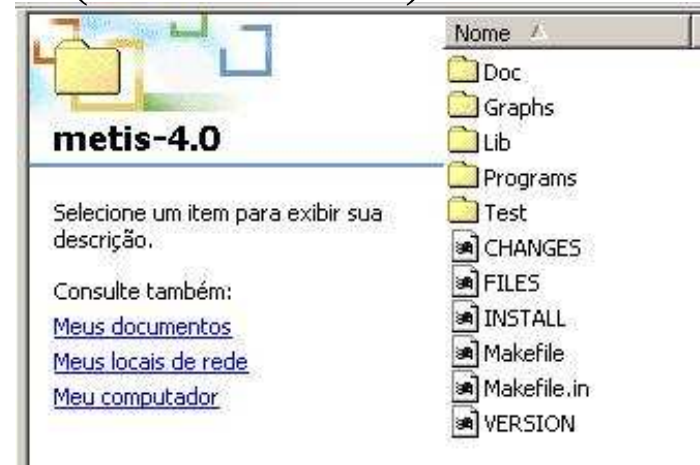 metis-4.0
Selecione um item para exibir sua
descrição.
Consulte também:
Meus documentos
Meus locais de rede
Meu computador
Nome
Doc
Graphs
Lib
Programs
Test
CHANGES
FILES
INSTALL
Makefile
Makefile.in
VERSION